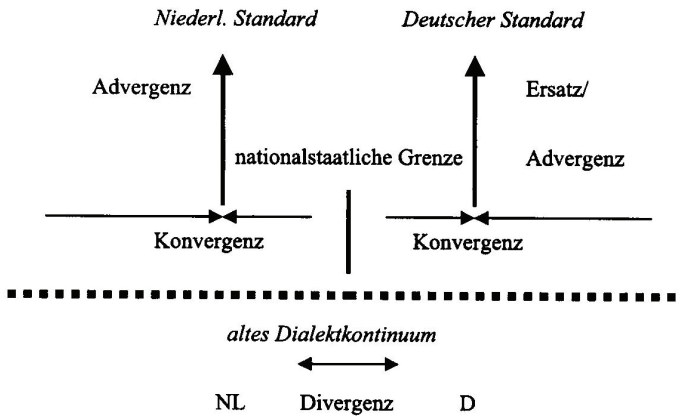 Niederl. Standard Deutscher Standard
Advergenz Ersatz/
nationalstaatliche Grenze Advergenz
Konvergenz Konvergenz
altes Dialektkontinuum
NL Divergenz D